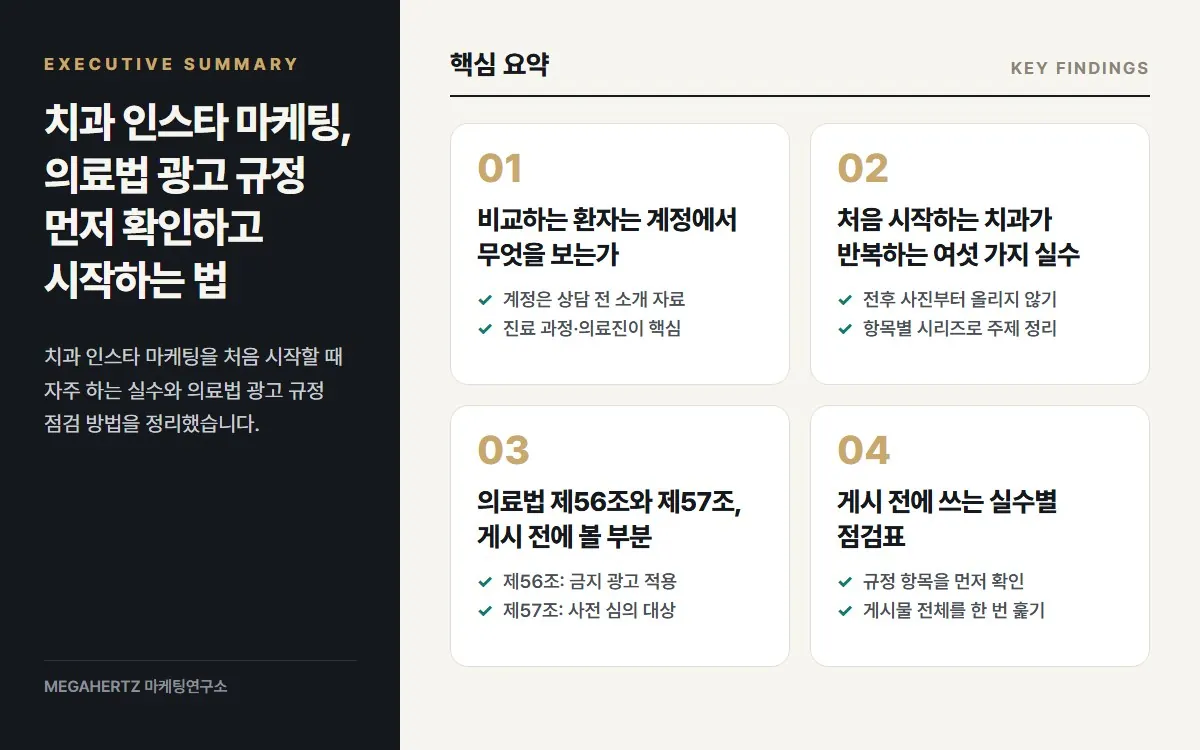 EXECUTIVE SUMMARY
치과 인스타 마케팅,
의료법 광고 규정
먼저 확인하고
시작하는 법
치과 인스타 마케팅을 처음 시작할 때
자주 하는 실수와 의료법 광고 규정
점검 방법을 정리했습니다.
MEGAHERTZ 마케팅연구소
핵심 요약
KEY FINDINGS
01
비교하는 환자는 계정에서
무엇을 보는가
계정은 상담 전 소개 자료
진료 과정·의료진이 핵심
02
처음 시작하는 치과가
반복하는 여섯 가지 실수
전후 사진부터 올리지 않기
항목별 시리즈로 주제 정리
03
의료법 제56조와 제57조,
게시 전에 볼 부분
제56조: 금지 광고 적용
제57조: 사전 심의 대상
04
게시 전에 쓰는 실수별
점검표
규정 항목을 먼저 확인
게시물 전체를 한 번 훑기